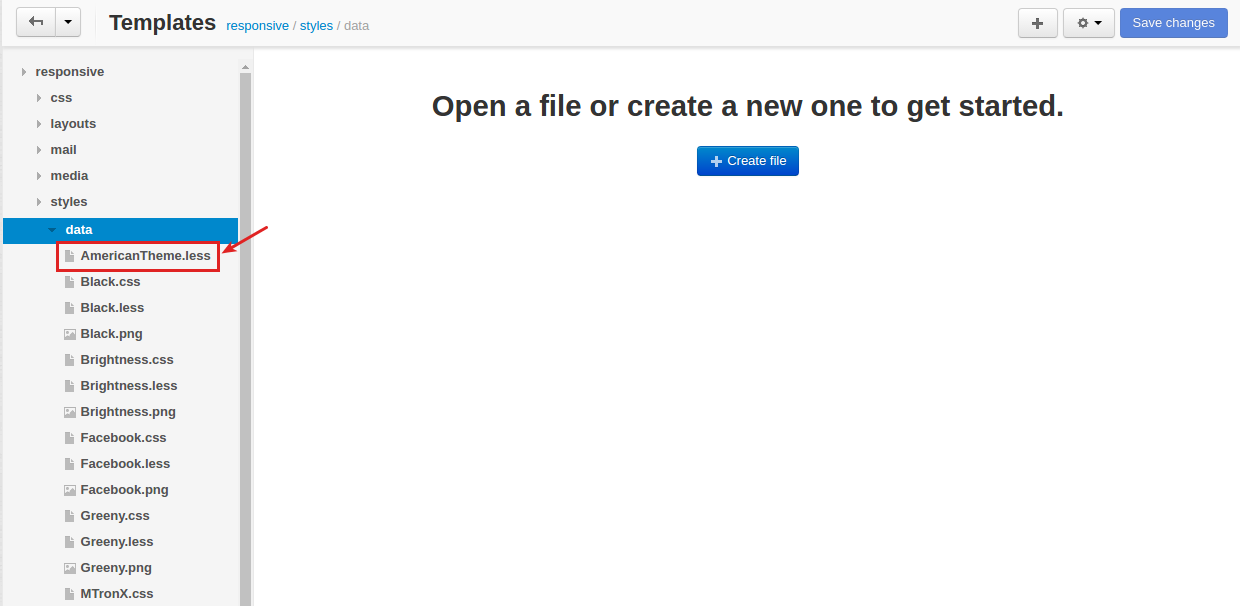 Templates responsive / styles / data
Save changes
responsive
css
layouts
mail
media
styles
data
AmericanTheme.less
Black.css
Black.less
Black.png
Brightness.css
Brightness.less
Brightness.png
Facebook.css
Facebook.less
Facebook.png
Greeny.css
Greeny.less
Greeny.png
MTronX.css
Open a file or create a new one to get started.
Create file